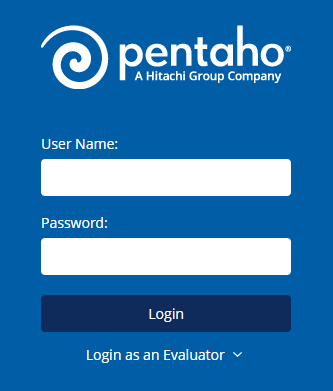 pentaho®
A Hitachi Group Company
User Name:
Password:
Login
Login as an Evaluator